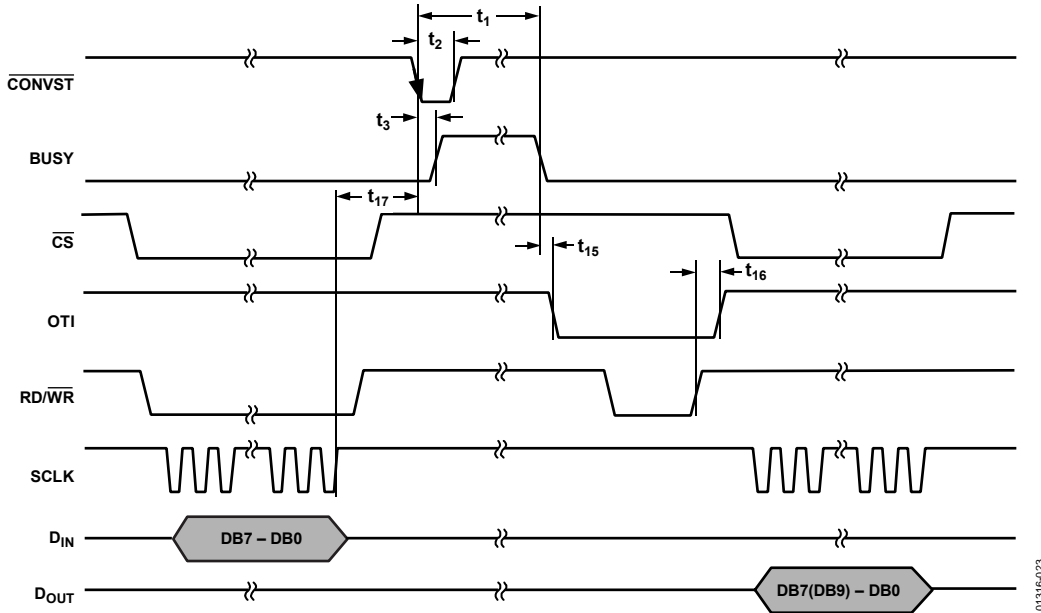 t1
t2
CONVST
t3
BUSY
t17
CS
t15
t16
OTI
RD/WR
SCLK
DIN
DB7 – DB0
DOUT
DB7(DB9) – DB0
01316-023